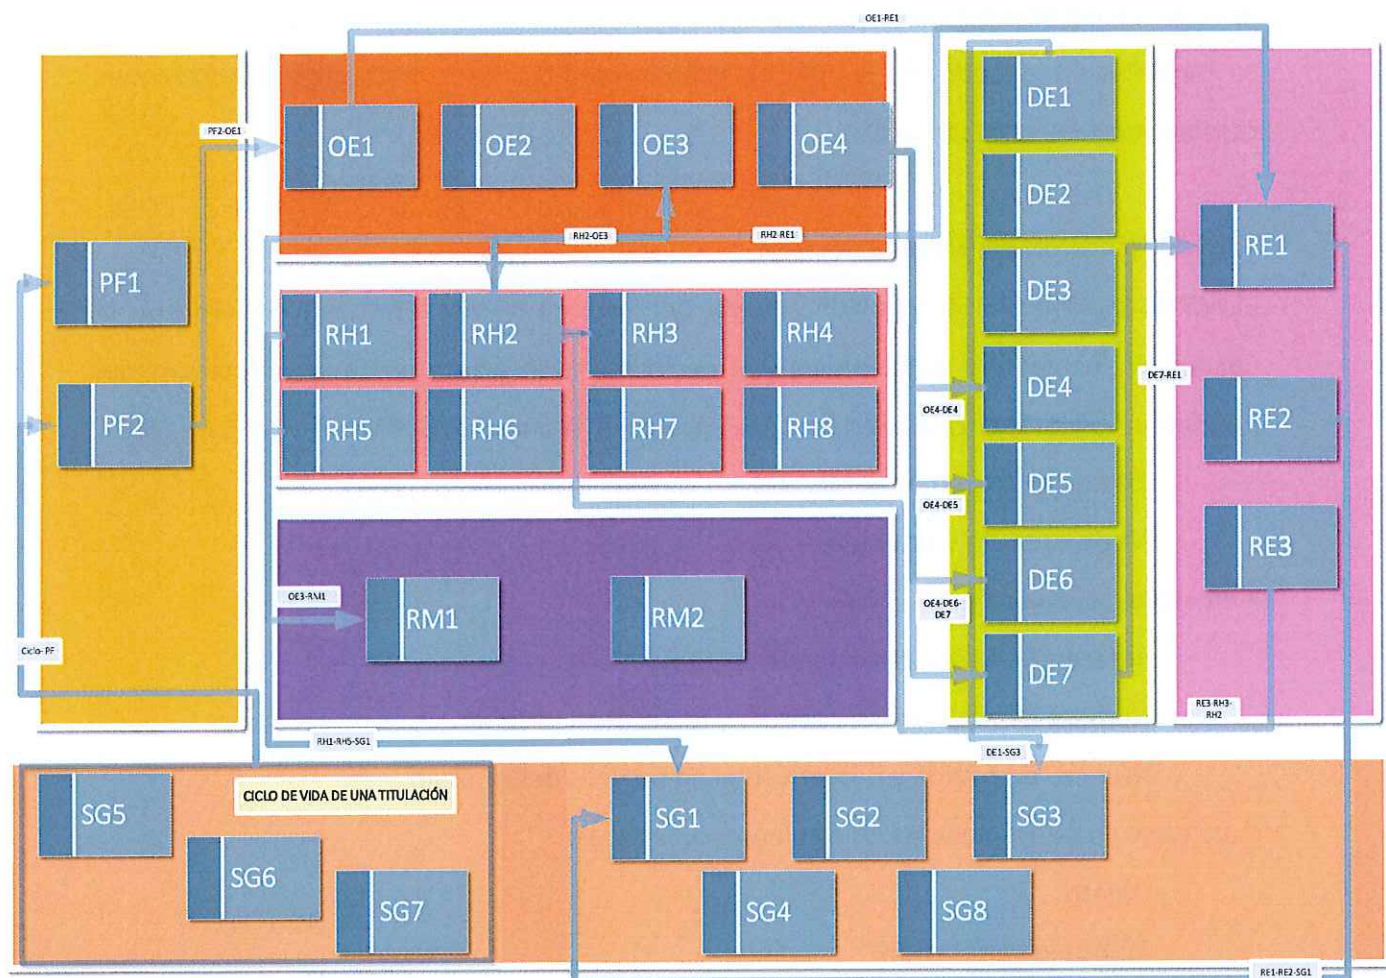 OE1-RE1
PF2-OE1
OE1
OE2
OE3
OE4
DE1
DE2
DE3
DE4
DE5
DE6
DE7
RH2-OE3
RH2-RE1
PF1
PF2
RH1
RH2
RH3
RH4
RH5
RH6
RH7
RH8
RE1
RE2
RE3
DE7-RE1
OE4-DE4
OE4-DE5
OE4-DE6-
DE7
OE3-RM1
RM1
RM2
Ciclo- PF
RE3-RH3-
RH2
RH1-RH5-SG1
DE1-SG3
CICLO DE VIDA DE UNA TITULACIÓN
SG5
SG6
SG7
SG1
SG2
SG3
SG4
SG8
RE1-RE2-SG1